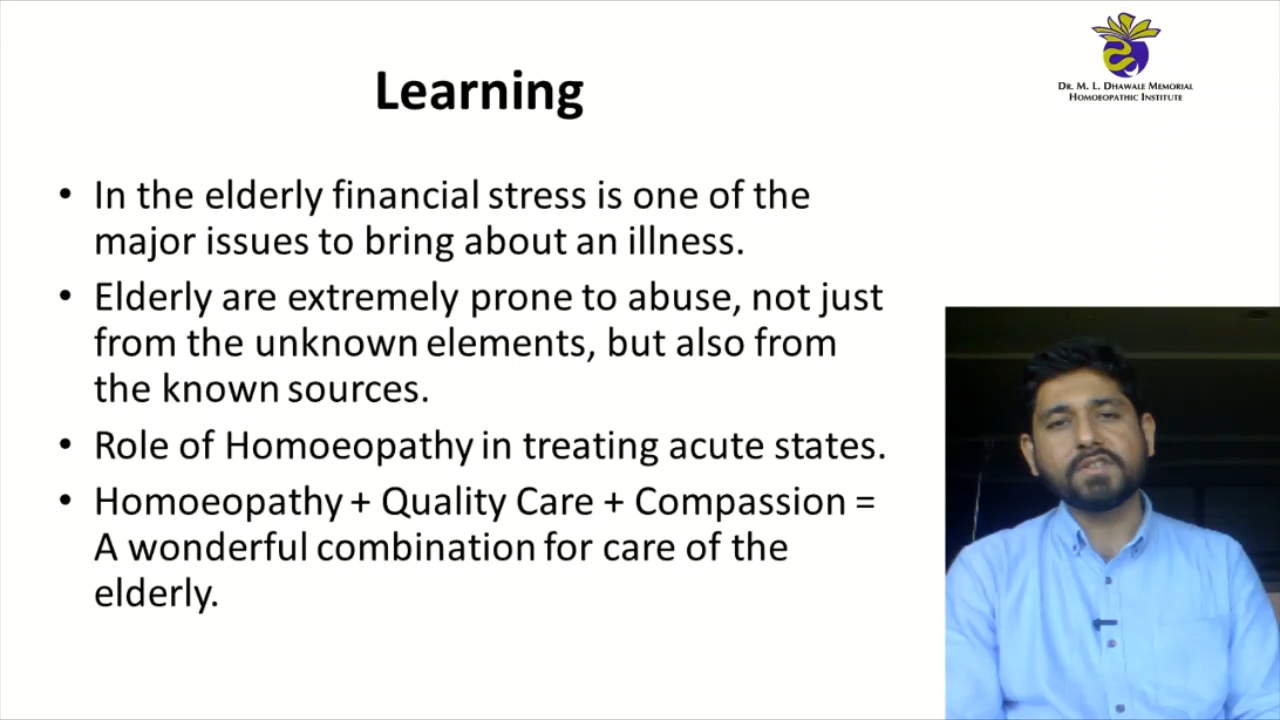 Learning
DR. M. L. DHAWALE MEMORIAL
HOMOEOPATHIC INSTITUTE
• In the elderly financial stress is one of the
major issues to bring about an illness.
• Elderly are extremely prone to abuse, not just
from the unknown elements, but also from
the known sources.
• Role of Homoeopathy in treating acute states.
• Homoeopathy + Quality Care + Compassion =
A wonderful combination for care of the
elderly.